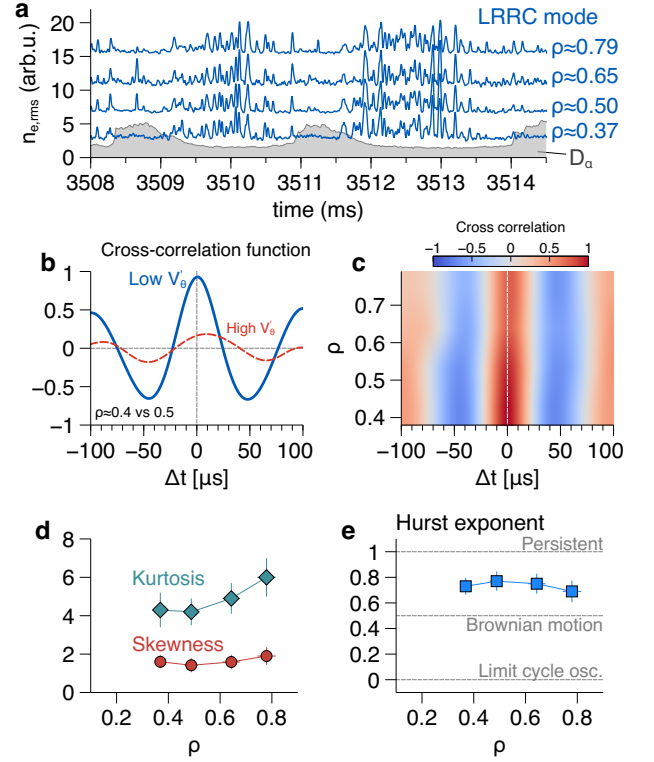 a
LRRC mode
n_e,rms (arb.u.)
20
15
10
5
0
ρ≈0.79
ρ≈0.65
ρ≈0.50
ρ≈0.37
D_α
3508 3509 3510 3511 3512 3513 3514
time (ms)
b
Cross-correlation function
Low V'_θ
High V'_θ
1
0.5
0
−0.5
−1
ρ≈0.4 vs 0.5
−100 −50 0 50 100
Δt [μs]
c
Cross correlation
−1 −0.5 0 0.5 1
ρ
0.7
0.6
0.5
0.4
−100 −50 0 50 100
Δt [μs]
d
8
6
4
2
0
Kurtosis
Skewness
0.2 0.4 0.6 0.8
ρ
e
Hurst exponent
1
0.8
0.6
0.4
0.2
0
Persistent
Brownian motion
Limit cycle osc.
0.2 0.4 0.6 0.8
ρ